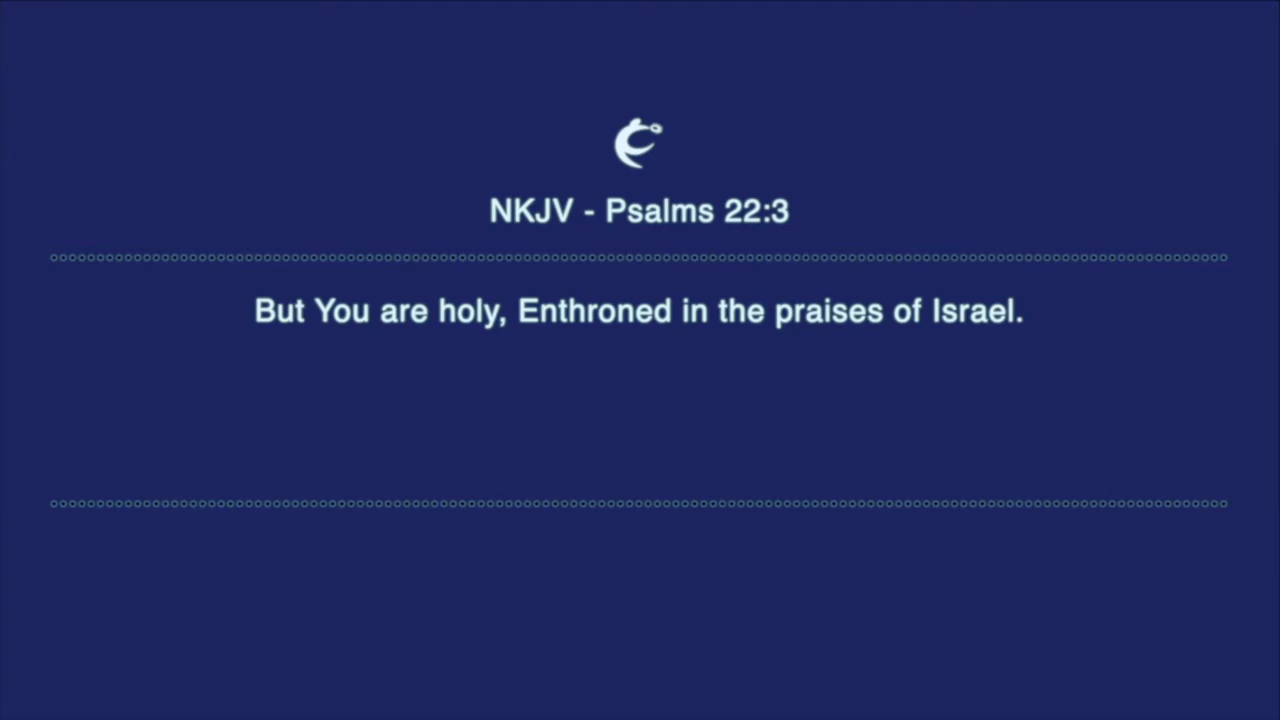 NKJV - Psalms 22:3
But You are holy, Enthroned in the praises of Israel.